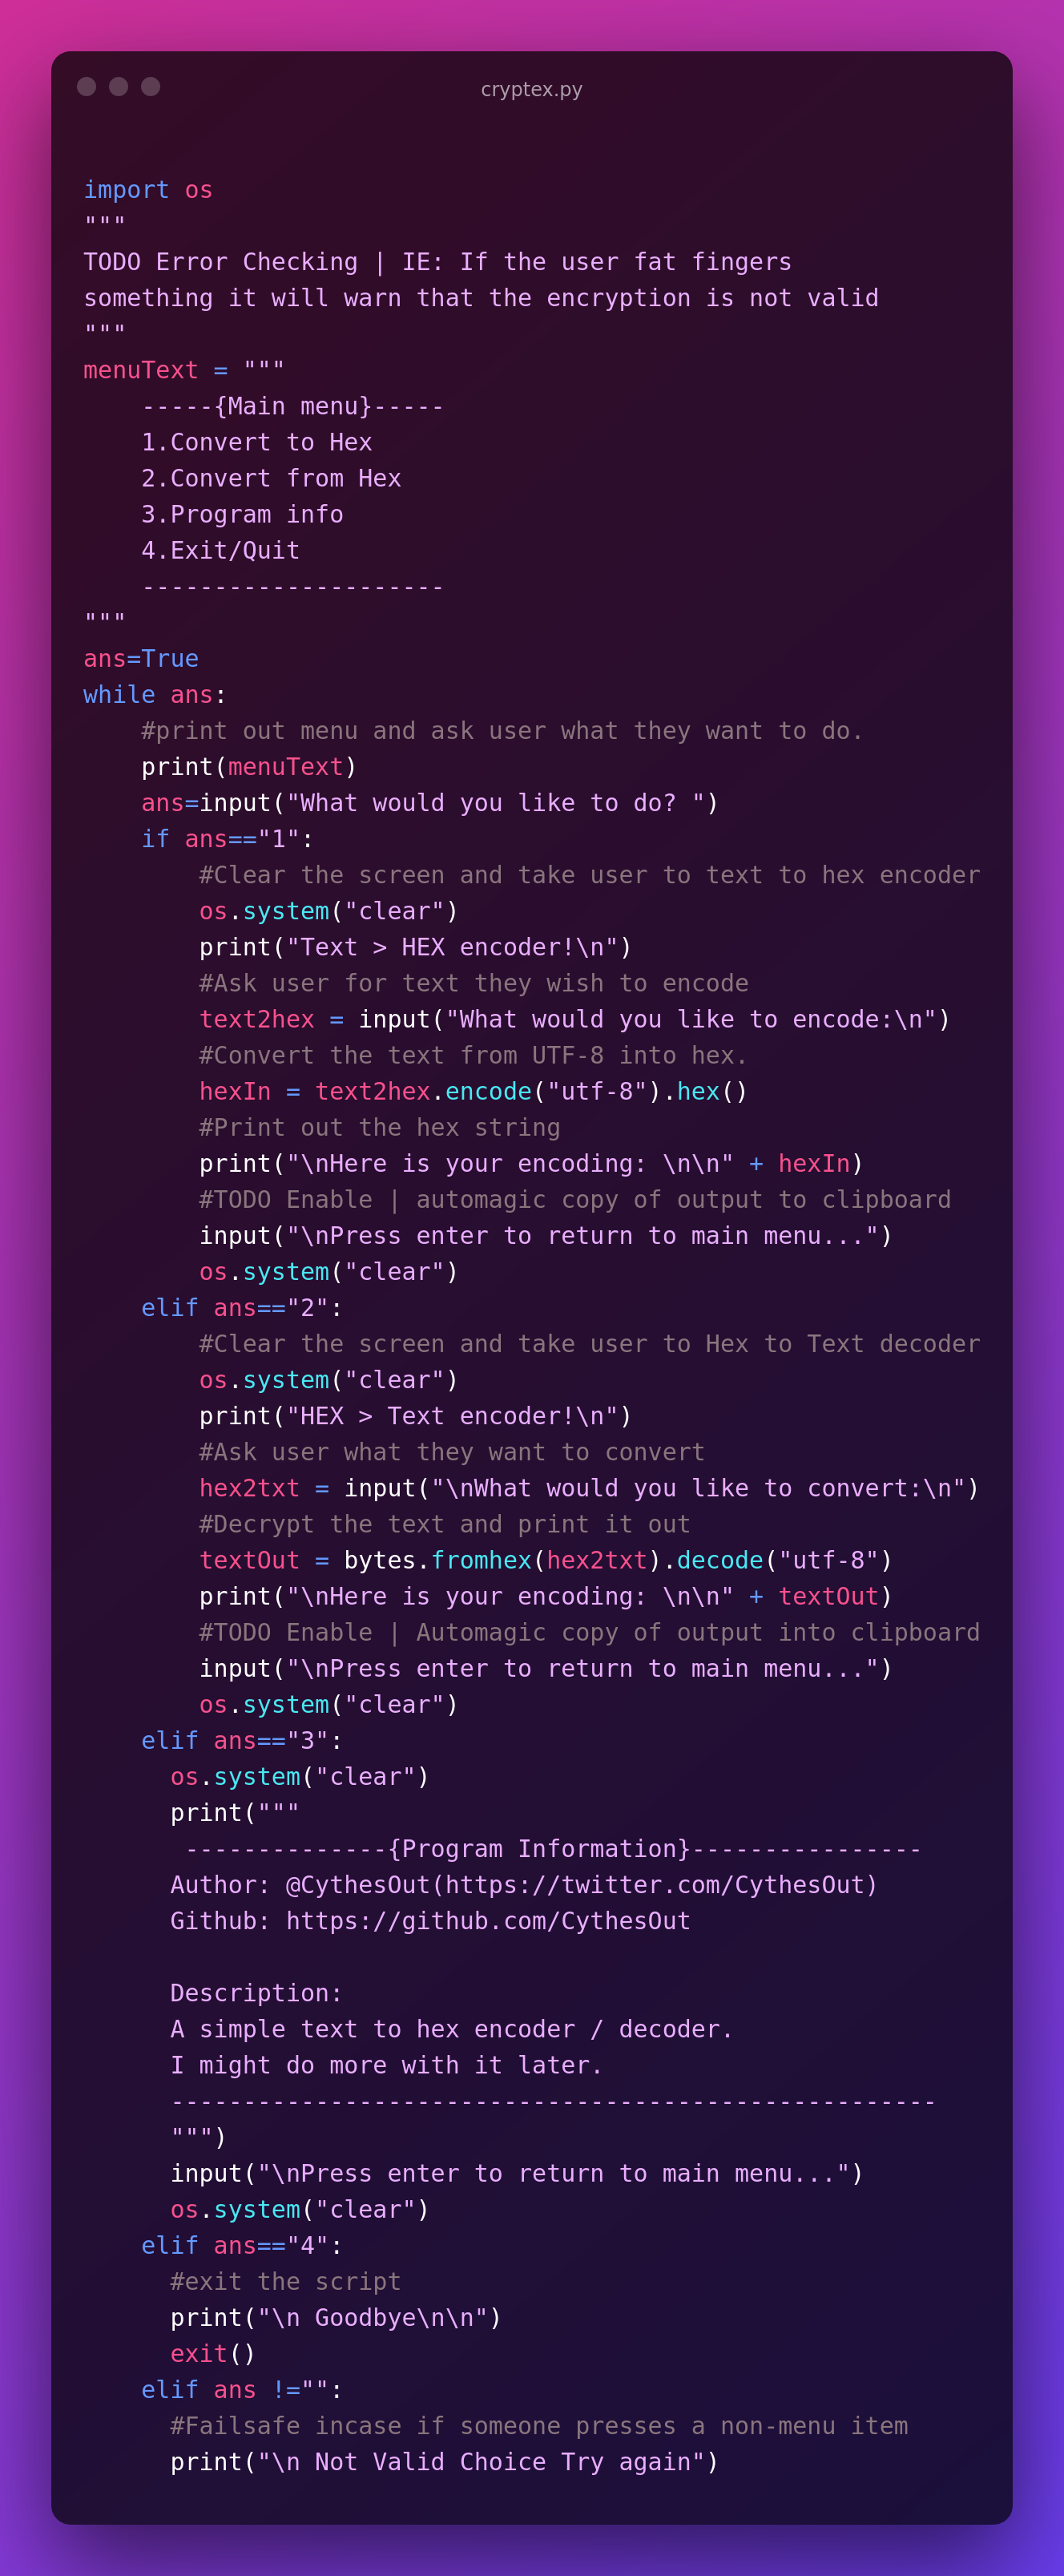 cryptex.py
import os
"""
TODO Error Checking | IE: If the user fat fingers
something it will warn that the encryption is not valid
"""
menuText = """
    -----{Main menu}-----
    1.Convert to Hex
    2.Convert from Hex
    3.Program info
    4.Exit/Quit
    ---------------------
"""
ans=True
while ans:
    #print out menu and ask user what they want to do.
    print(menuText)
    ans=input("What would you like to do? ")
    if ans=="1":
        #Clear the screen and take user to text to hex encoder
        os.system("clear")
        print("Text > HEX encoder!\n")
        #Ask user for text they wish to encode
        text2hex = input("What would you like to encode:\n")
        #Convert the text from UTF-8 into hex.
        hexIn = text2hex.encode("utf-8").hex()
        #Print out the hex string
        print("\nHere is your encoding: \n\n" + hexIn)
        #TODO Enable | automagic copy of output to clipboard
        input("\nPress enter to return to main menu...")
        os.system("clear")
    elif ans=="2":
        #Clear the screen and take user to Hex to Text decoder
        os.system("clear")
        print("HEX > Text encoder!\n")
        #Ask user what they want to convert
        hex2txt = input("\nWhat would you like to convert:\n")
        #Decrypt the text and print it out
        textOut = bytes.fromhex(hex2txt).decode("utf-8")
        print("\nHere is your encoding: \n\n" + textOut)
        #TODO Enable | Automagic copy of output into clipboard
        input("\nPress enter to return to main menu...")
        os.system("clear")
    elif ans=="3":
      os.system("clear")
      print("""
       --------------{Program Information}----------------
      Author: @CythesOut(https://twitter.com/CythesOut)
      Github: https://github.com/CythesOut

      Description:
      A simple text to hex encoder / decoder.
      I might do more with it later.
      -----------------------------------------------------
      """)
      input("\nPress enter to return to main menu...")
      os.system("clear")
    elif ans=="4":
      #exit the script
      print("\n Goodbye\n\n")
      exit()
    elif ans !="":
      #Failsafe incase if someone presses a non-menu item
      print("\n Not Valid Choice Try again")